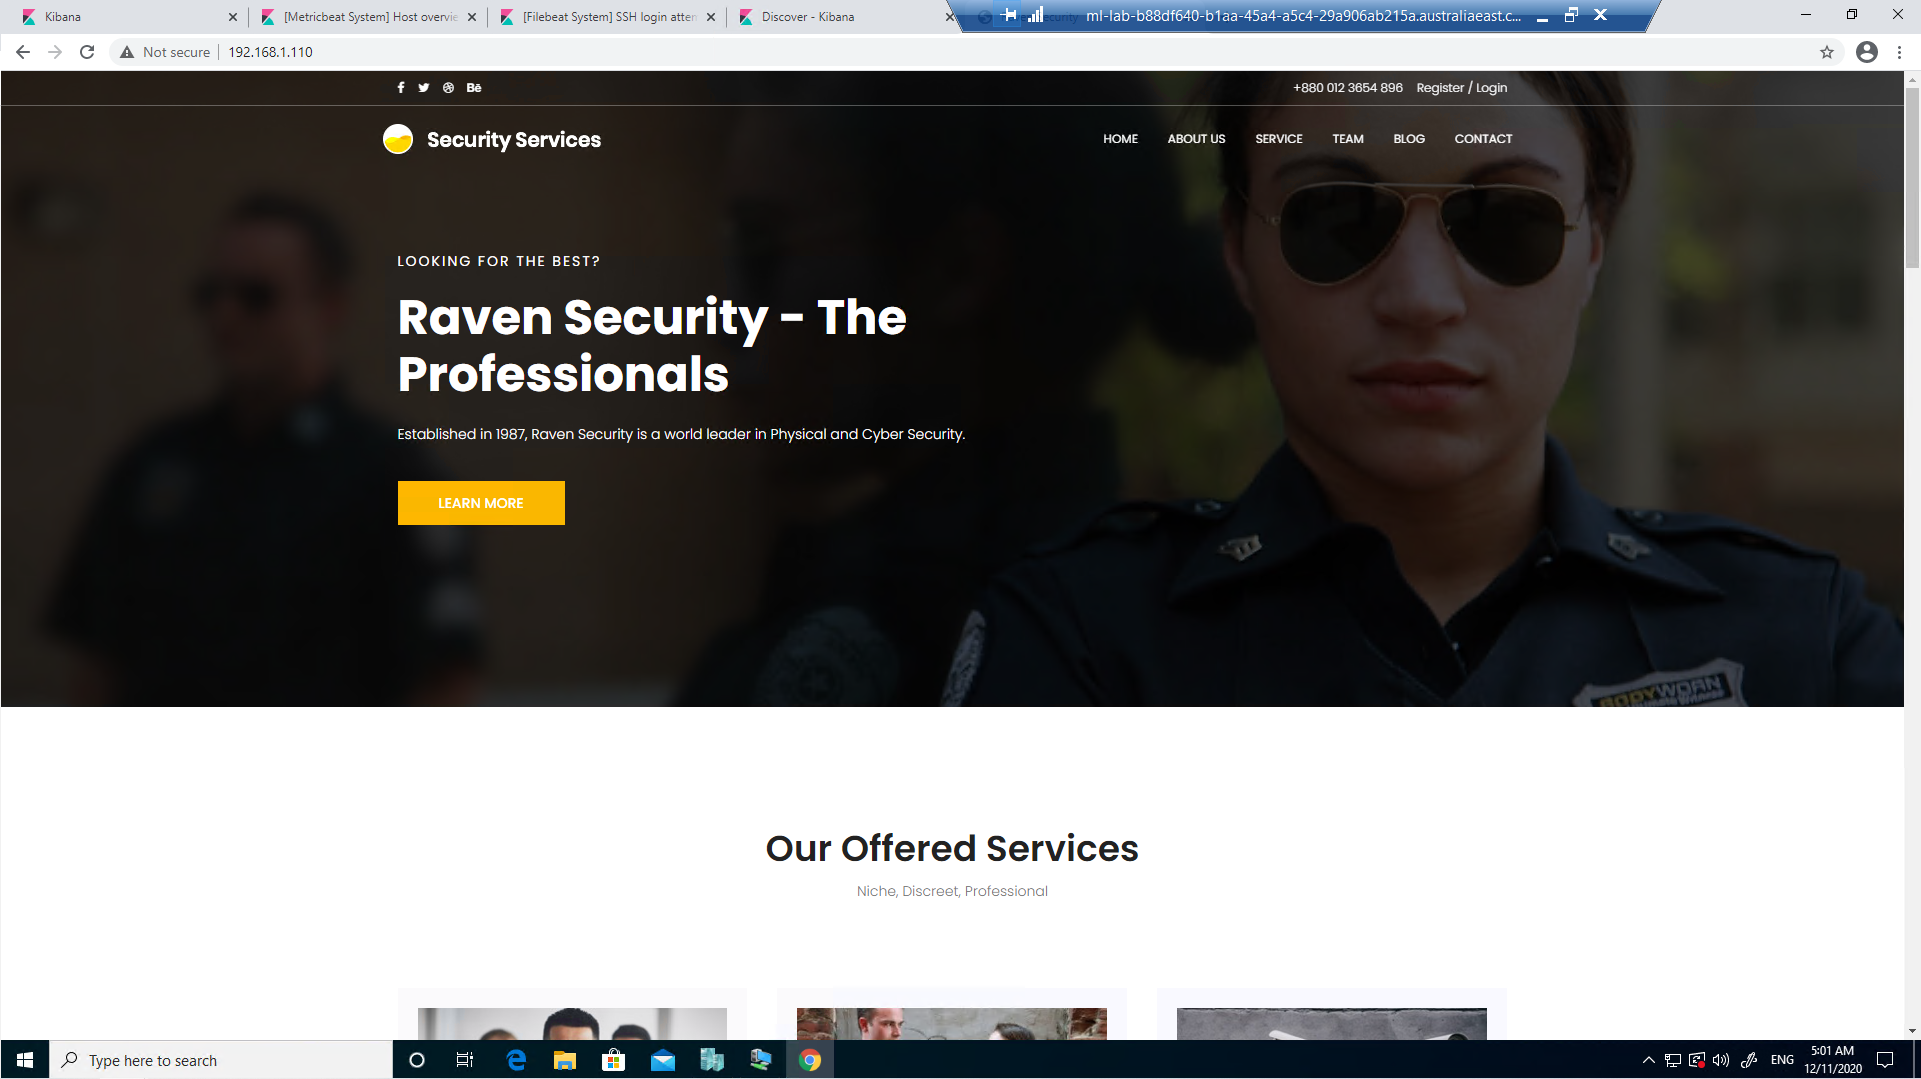 Kibana
[Metricbeat System] Host overvie
[Filebeat System] SSH login atten
Discover - Kibana
ml-lab-b88df640-b1aa-45a4-a5c4-29a906ab215a.australiaeast.c...
Not secure
192.168.1.110
Bē
+880 012 3654 896
Register / Login
Security Services
HOME
ABOUT US
SERVICE
TEAM
BLOG
CONTACT
LOOKING FOR THE BEST?
Raven Security - The
Professionals
Established in 1987, Raven Security is a world leader in Physical and Cyber Security.
LEARN MORE
BODYWORN
Our Offered Services
Niche, Discreet, Professional
Type here to search
ENG
5:01 AM
12/11/2020